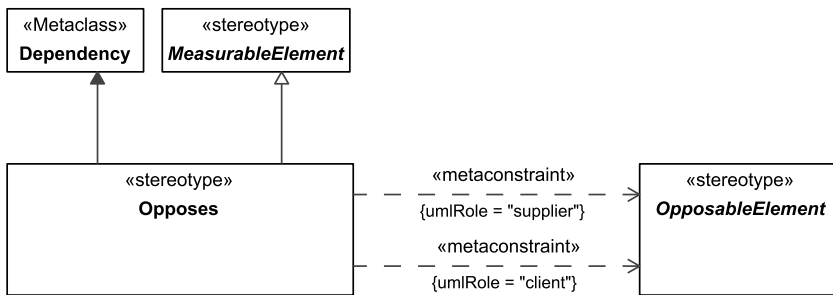 «Metaclass»
Dependency
«stereotype»
MeasurableElement
«stereotype»
Opposes
«metaconstraint»
{umlRole = "supplier"}
«metaconstraint»
{umlRole = "client"}
«stereotype»
OpposableElement